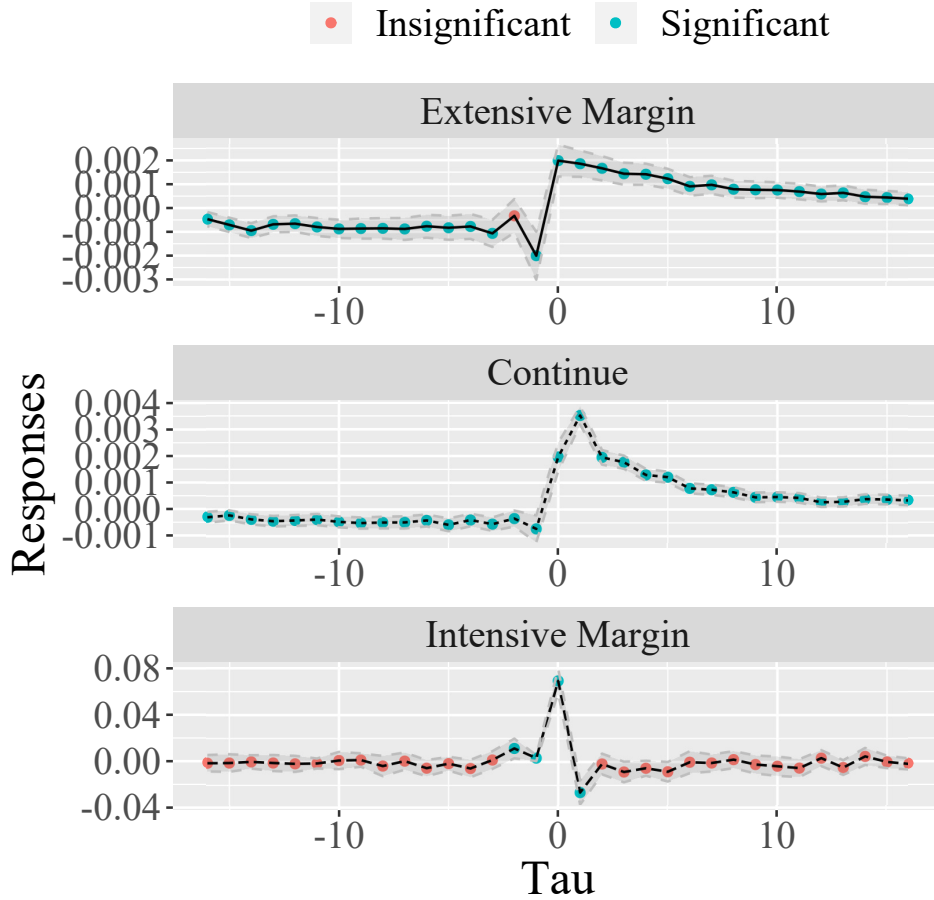 Insignificant Significant
Extensive Margin
0.002
0.001
0.000
-0.001
-0.002
-0.003
-10 0 10
Continue
0.004
0.003
0.002
0.001
0.000
-0.001
-10 0 10
Intensive Margin
0.08
0.04
0.00
-0.04
-10 0 10
Responses
Tau